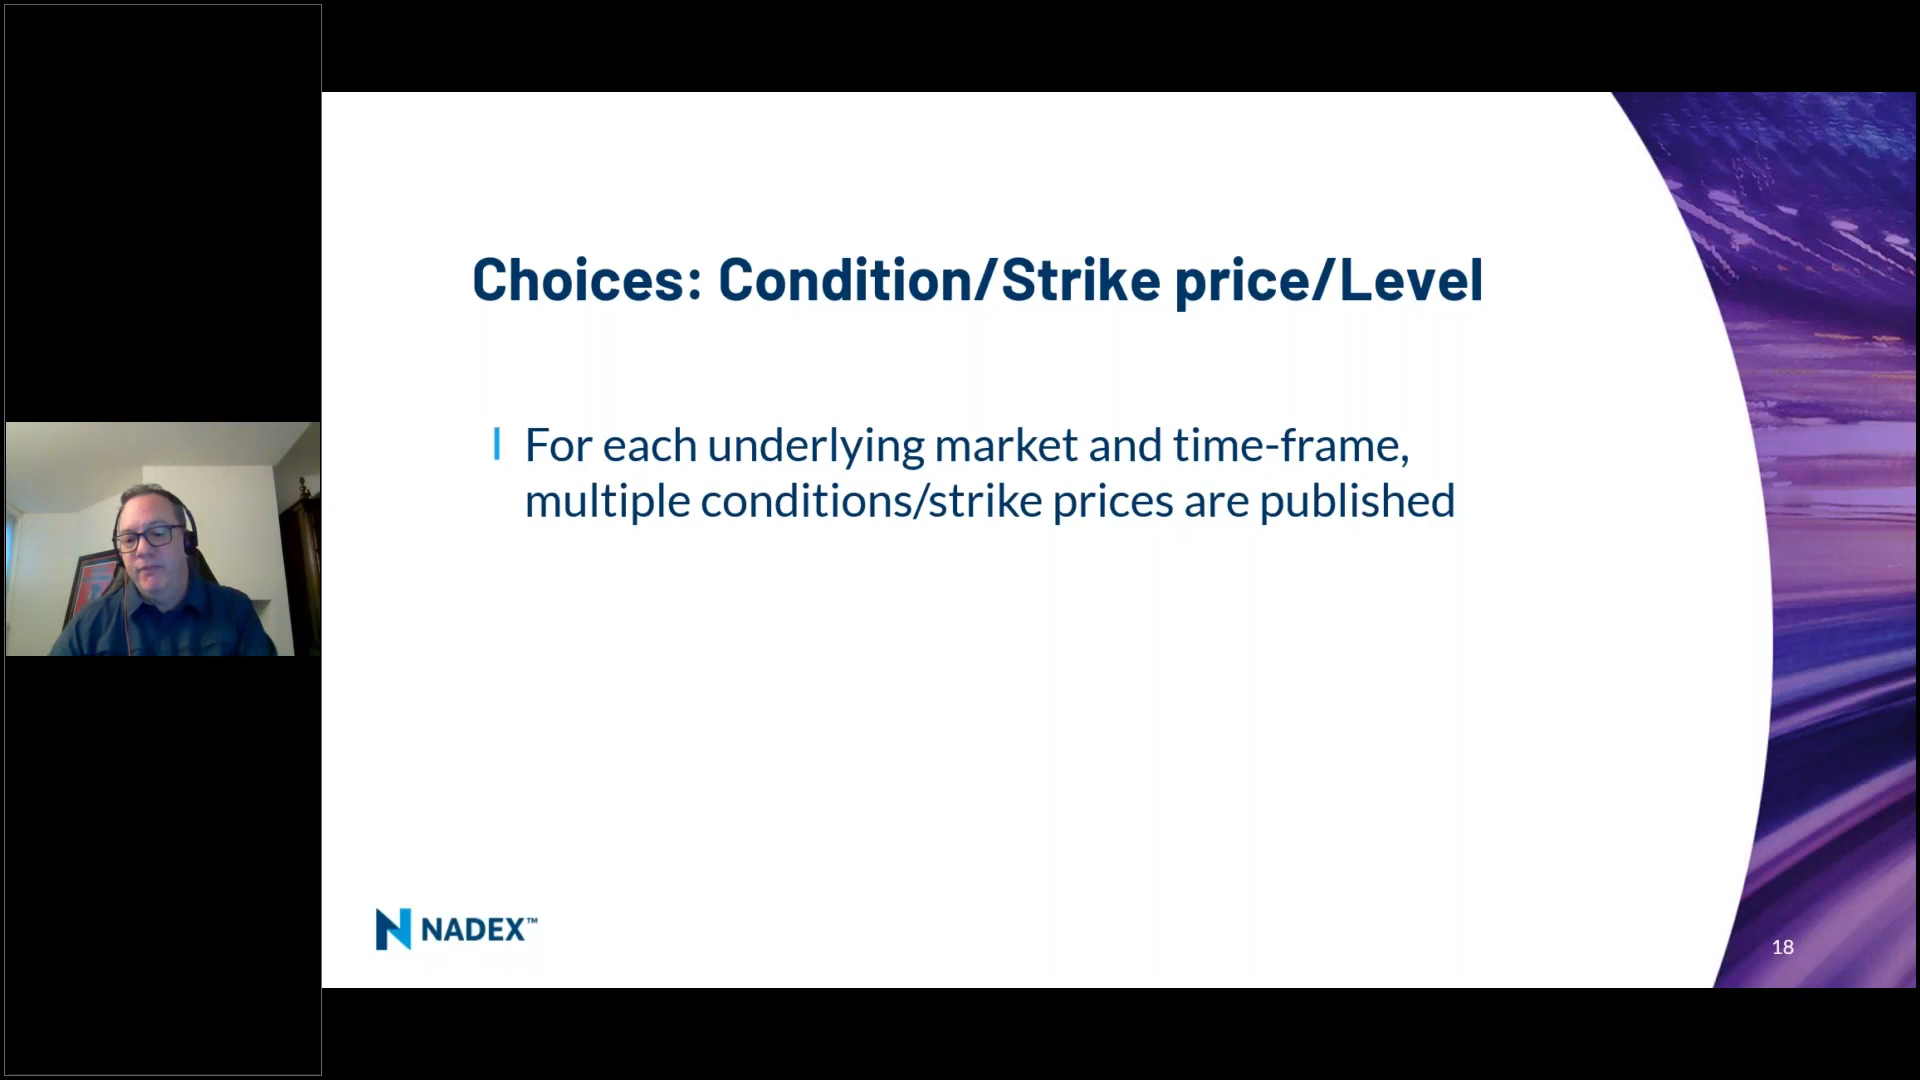 Choices: Condition/Strike price/Level
For each underlying market and time-frame,
multiple conditions/strike prices are published
NADEX™
18